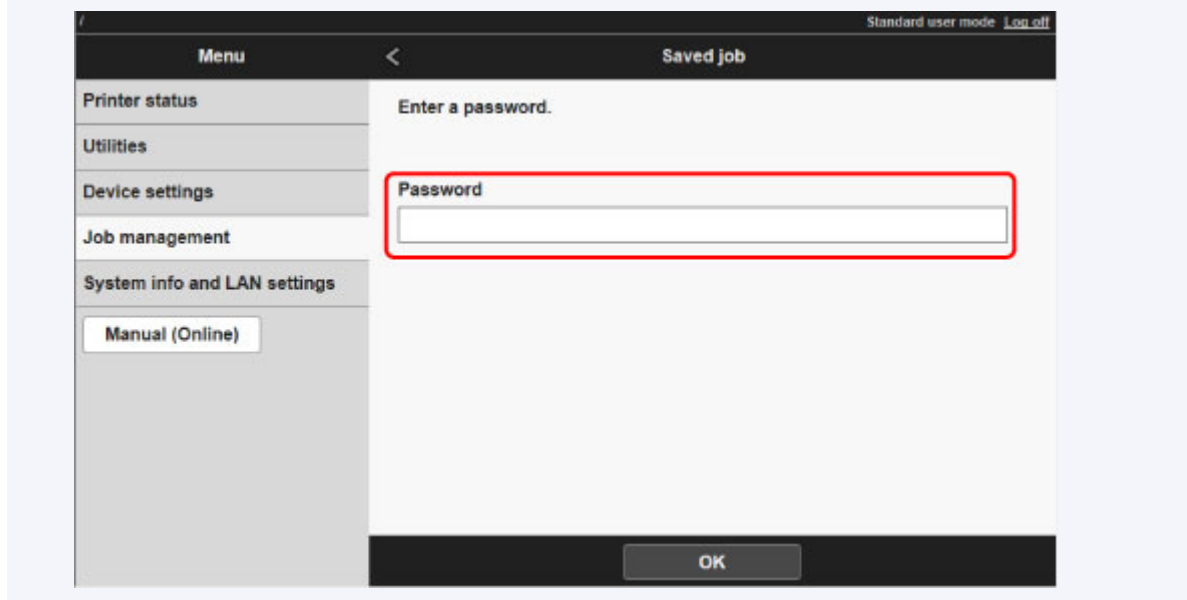 /
Standard user mode Log off
Menu
< Saved job
Printer status
Utilities
Device settings
Job management
System info and LAN settings
Manual (Online)
Enter a password.
Password
OK